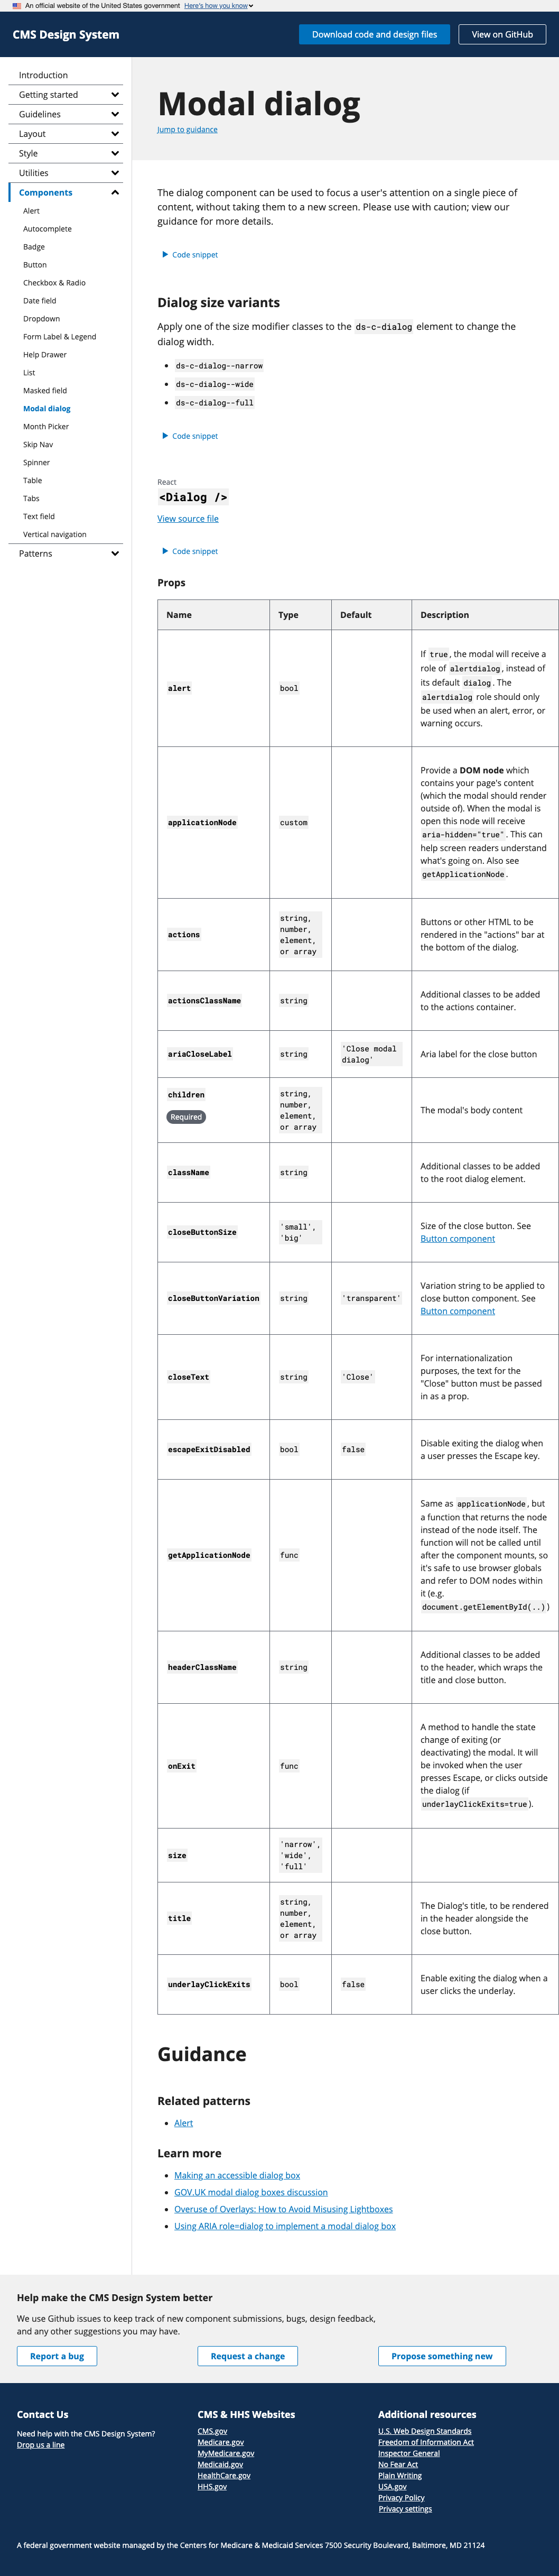 An official website of the United States government Here's how you know
CMS Design System
Download code and design files
View on GitHub
Introduction
Getting started
Guidelines
Layout
Style
Utilities
Components
Alert
Autocomplete
Badge
Button
Checkbox & Radio
Date field
Dropdown
Form Label & Legend
Help Drawer
List
Masked field
Modal dialog
Month Picker
Skip Nav
Spinner
Table
Tabs
Text field
Vertical navigation
Patterns
Modal dialog
Jump to guidance
The dialog component can be used to focus a user's attention on a single piece of
content, without taking them to a new screen. Please use with caution; view our
guidance for more details.
Code snippet
Dialog size variants
Apply one of the size modifier classes to the ds-c-dialog element to change the
dialog width.
ds-c-dialog--narrow
ds-c-dialog--wide
ds-c-dialog--full
Code snippet
React
<Dialog />
View source file
Code snippet
Props
Name Type Default Description
alert
bool
If true, the modal will receive a
role of alertdialog, instead of
its default dialog. The
alertdialog role should only
be used when an alert, error, or
warning occurs.
applicationNode
custom
Provide a DOM node which
contains your page's content
(which the modal should render
outside of). When the modal is
open this node will receive
aria-hidden="true". This can
help screen readers understand
what's going on. Also see
getApplicationNode.
actions
string,
number,
element,
or array
Buttons or other HTML to be
rendered in the "actions" bar at
the bottom of the dialog.
actionsClassName
string
Additional classes to be added
to the actions container.
ariaCloseLabel
string
'Close modal
dialog'
Aria label for the close button
children
Required
string,
number,
element,
or array
The modal's body content
className
string
Additional classes to be added
to the root dialog element.
closeButtonSize
'small',
'big'
Size of the close button. See
Button component
closeButtonVariation
string
'transparent'
Variation string to be applied to
close button component. See
Button component
closeText
string
'Close'
For internationalization
purposes, the text for the
"Close" button must be passed
in as a prop.
escapeExitDisabled
bool
false
Disable exiting the dialog when
a user presses the Escape key.
getApplicationNode
func
Same as applicationNode, but
a function that returns the node
instead of the node itself. The
function will not be called until
after the component mounts, so
it's safe to use browser globals
and refer to DOM nodes within
it (e.g.
document.getElementById(..))
headerClassName
string
Additional classes to be added
to the header, which wraps the
title and close button.
onExit
func
A method to handle the state
change of exiting (or
deactivating) the modal. It will
be invoked when the user
presses Escape, or clicks outside
the dialog (if
underlayClickExits=true).
size
'narrow',
'wide',
'full'
title
string,
number,
element,
or array
The Dialog's title, to be rendered
in the header alongside the
close button.
underlayClickExits
bool
false
Enable exiting the dialog when a
user clicks the underlay.
Guidance
Related patterns
Alert
Learn more
Making an accessible dialog box
GOV.UK modal dialog boxes discussion
Overuse of Overlays: How to Avoid Misusing Lightboxes
Using ARIA role=dialog to implement a modal dialog box
Help make the CMS Design System better
We use Github issues to keep track of new component submissions, bugs, design feedback,
and any other suggestions you may have.
Report a bug
Request a change
Propose something new
Contact Us
Need help with the CMS Design System?
Drop us a line
CMS & HHS Websites
CMS.gov
Medicare.gov
MyMedicare.gov
Medicaid.gov
HealthCare.gov
HHS.gov
Additional resources
U.S. Web Design Standards
Freedom of Information Act
Inspector General
No Fear Act
Plain Writing
USA.gov
Privacy Policy
Privacy settings
A federal government website managed by the Centers for Medicare & Medicaid Services 7500 Security Boulevard, Baltimore, MD 21124